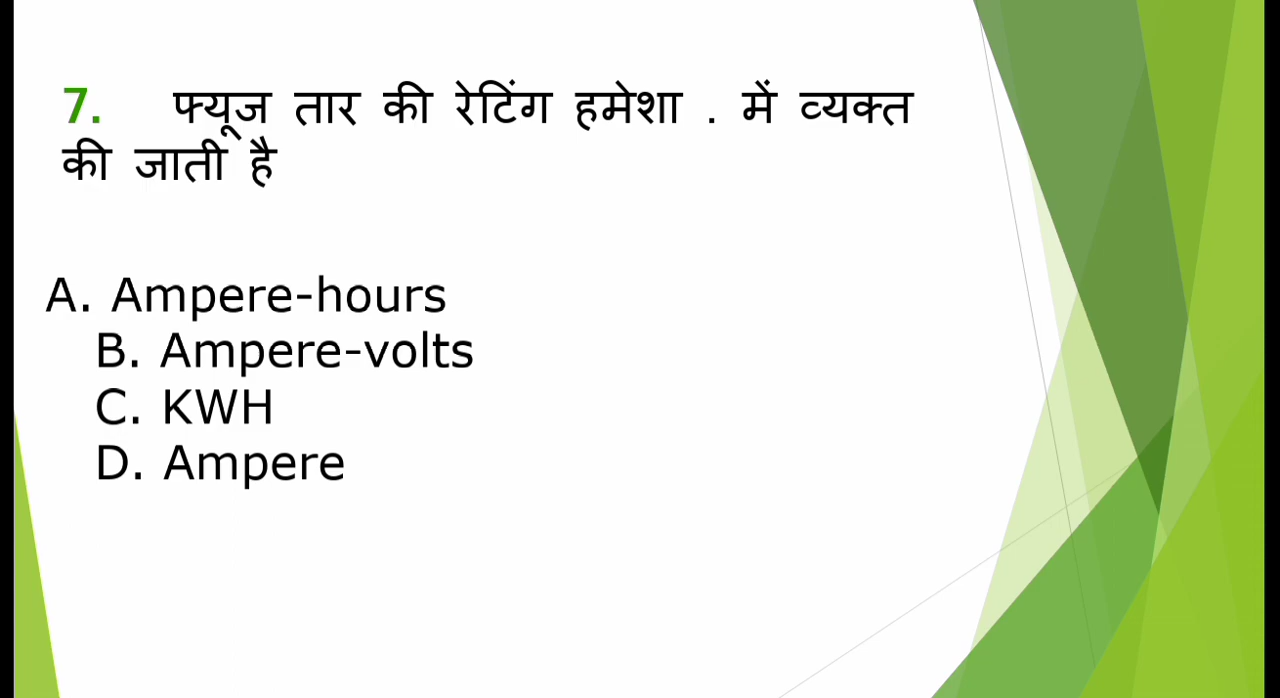 7. फ्यूज तार की रेटिंग हमेशा . में व्यक्त
की जाती है
A. Ampere-hours
B. Ampere-volts
C. KWH
D. Ampere